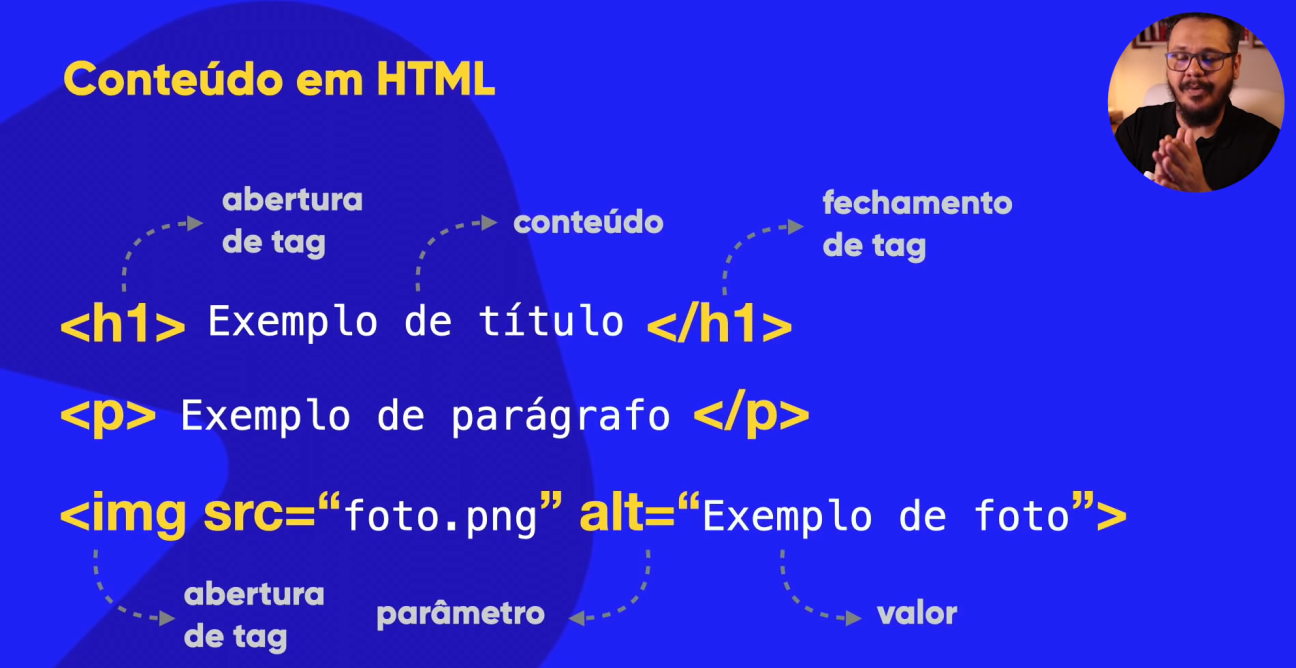 Conteúdo em HTML
abertura
de tag
conteúdo
fechamento
de tag
<h1> Exemplo de título </h1>
<p> Exemplo de parágrafo </p>
<img src=“foto.png” alt=“Exemplo de foto”>
abertura
de tag
parâmetro
valor